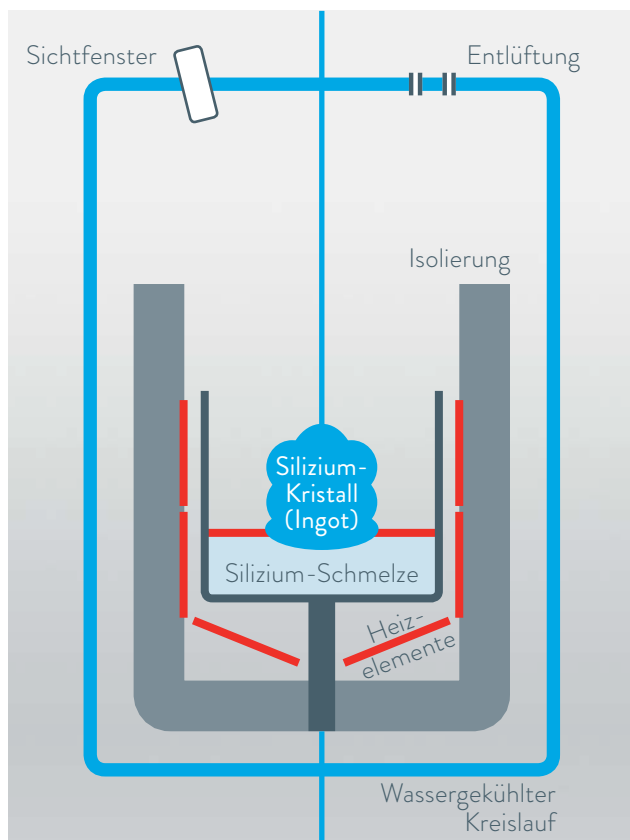 Sichtfenster
Entlüftung
Isolierung
Silizium-
Kristall
(Ingot)
Silizium-Schmelze
Heiz-
elemente
Wassergekühlter
Kreislauf